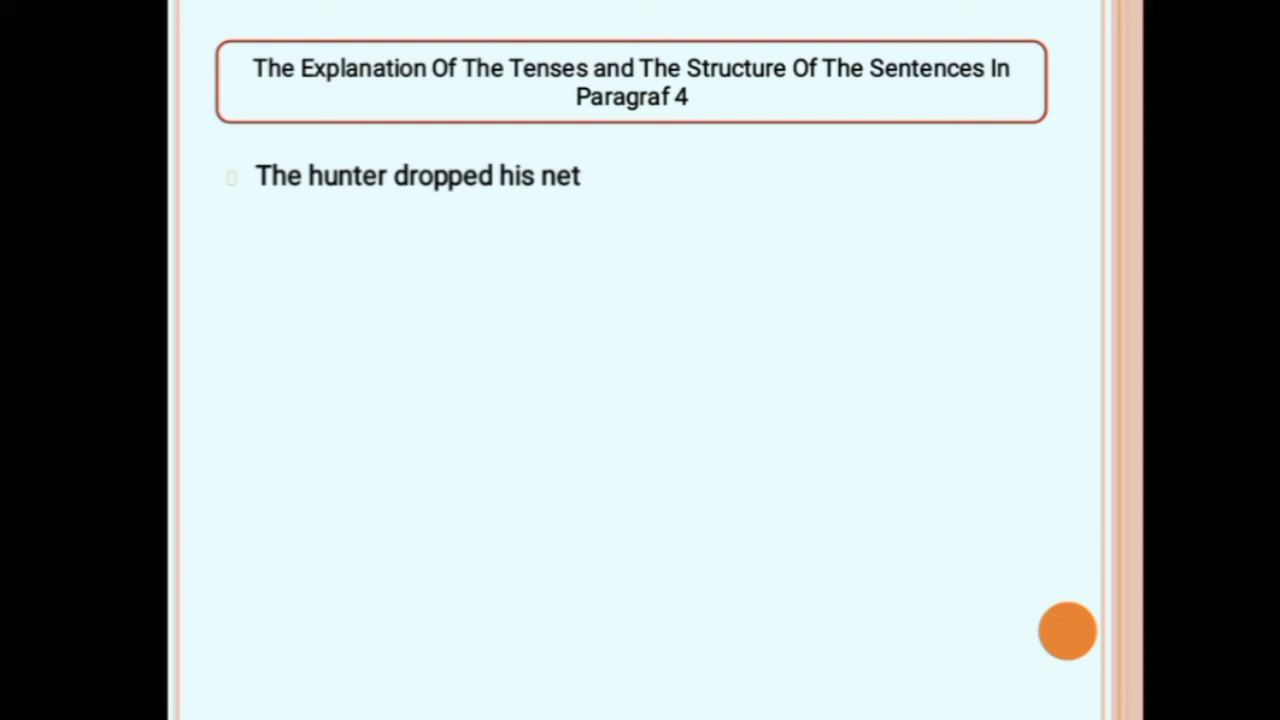 The Explanation Of The Tenses and The Structure Of The Sentences In
Paragraf 4
The hunter dropped his net